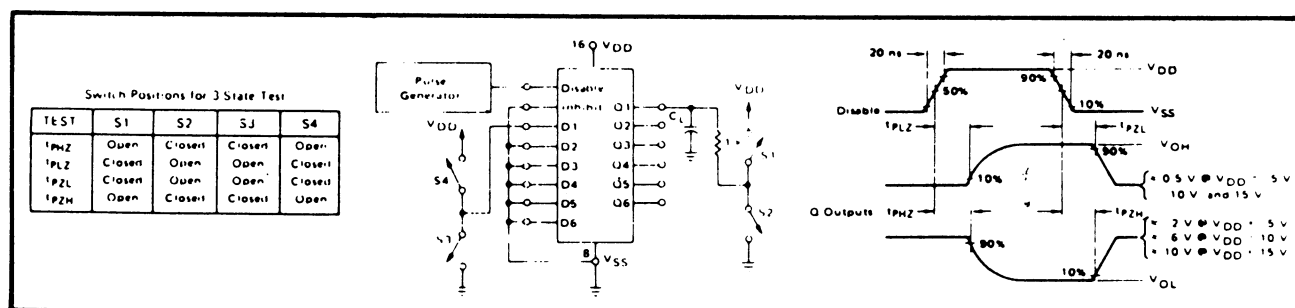 Switch Positions for 3 State Test
TEST S1 S2 S3 S4
tPHZ Open Closed Closed Open
tPLZ Closed Open Open Closed
tPZL Closed Open Open Closed
tPZH Open Closed Closed Open
Pulse Generator
VDD
S4
S3
16 VDD
Disable
Inhibit
D1
D2
D3
D4
D5
D6
Q1
Q2
Q3
Q4
Q5
Q6
8 VSS
CL
1 k
VDD
S1
S2
20 ns
20 ns
VDD
90%
50%
10%
Disable
VSS
tPLZ
tPZL
VOH
90%
10%
≈ 0.5 V @ VDD = 5 V
10 V and 15 V
Q Outputs
tPHZ
tPZH
≈ 2 V @ VDD = 5 V
≈ 6 V @ VDD = 10 V
≈ 10 V @ VDD = 15 V
90%
10%
VOL